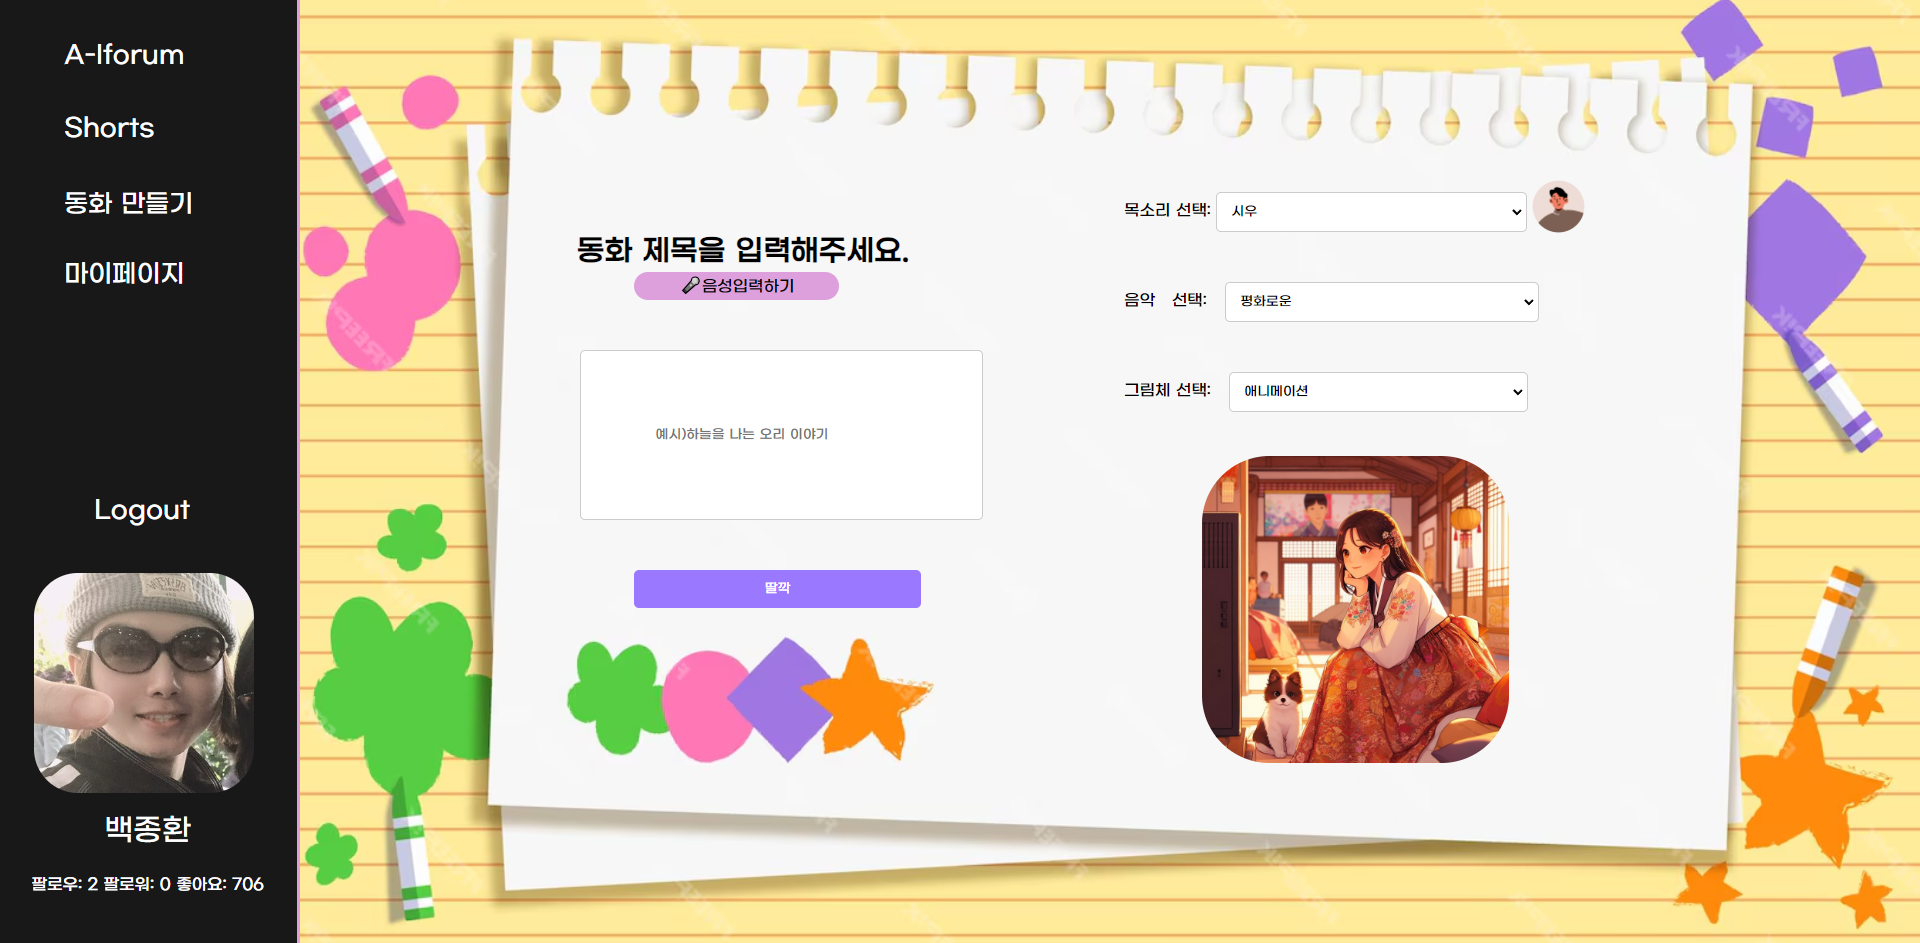 A-Iforum
Shorts
동화 만들기
마이페이지
Logout
백종환
팔로우: 2 팔로워: 0 좋아요: 706
동화 제목을 입력해주세요.
🎤음성입력하기
예시)하늘을 나는 오리 이야기
딸깍
목소리 선택: 시우
음악 선택: 평화로운
그림체 선택: 애니메이션